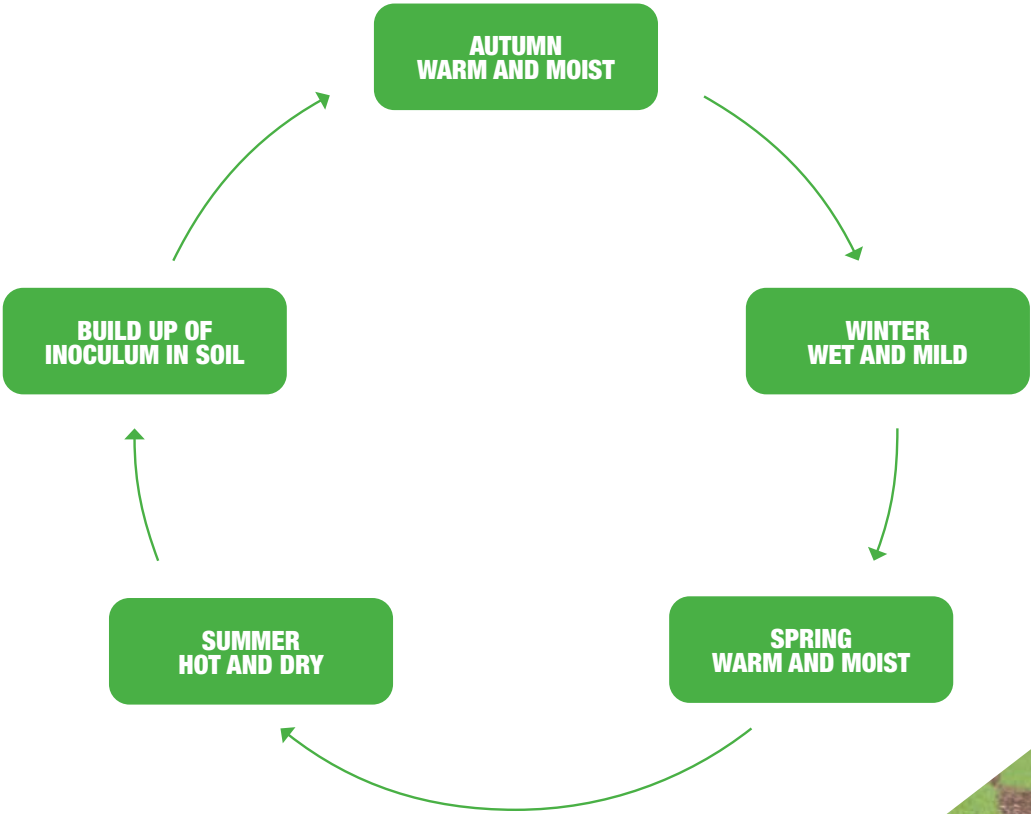 AUTUMN
WARM AND MOIST
WINTER
WET AND MILD
SPRING
WARM AND MOIST
SUMMER
HOT AND DRY
BUILD UP OF
INOCULUM IN SOIL